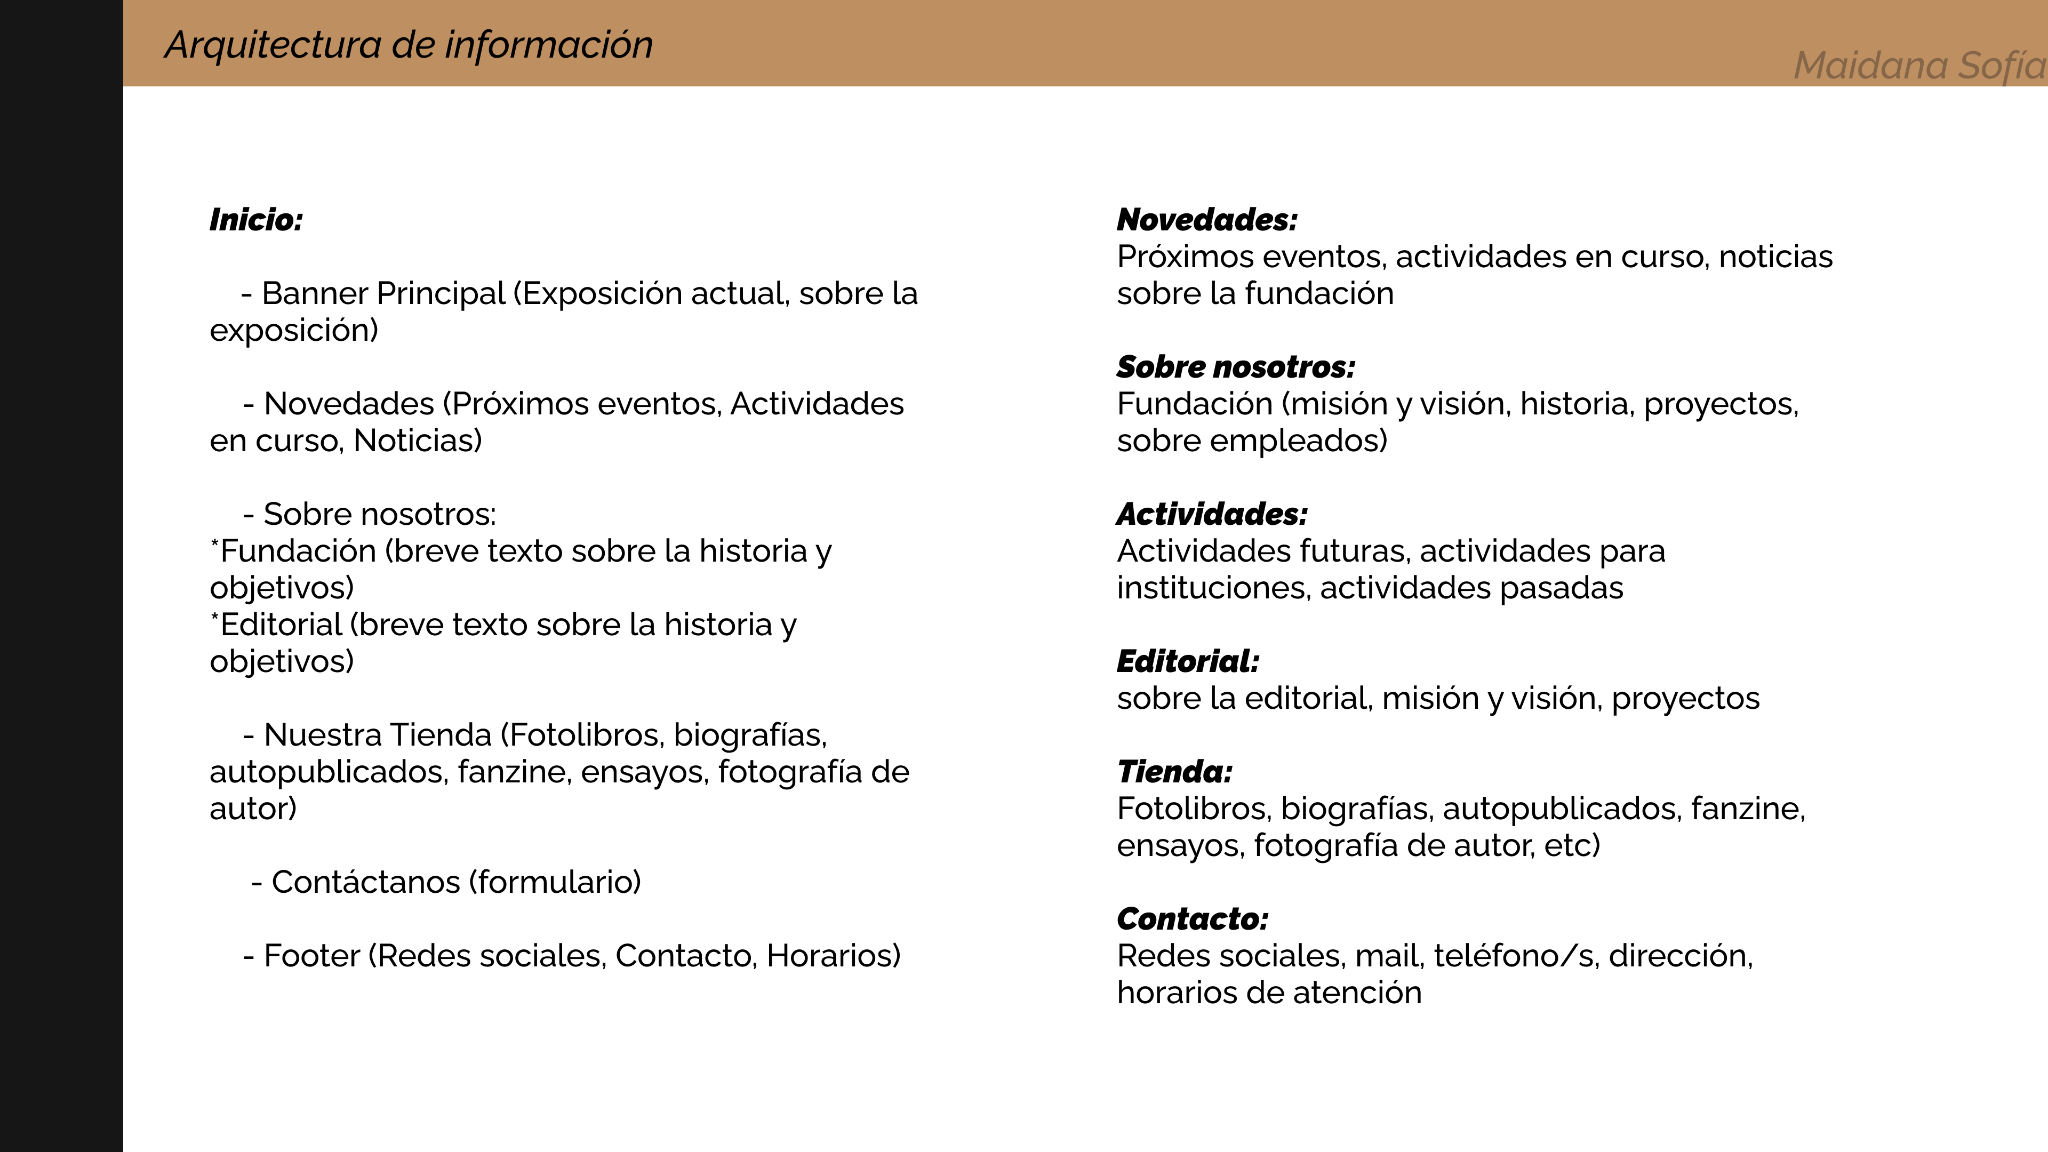 Arquitectura de información
Maidana Sofía
Inicio:
- Banner Principal (Exposición actual, sobre la
exposición)
- Novedades (Próximos eventos, Actividades
en curso, Noticias)
- Sobre nosotros:
*Fundación (breve texto sobre la historia y
objetivos)
*Editorial (breve texto sobre la historia y
objetivos)
- Nuestra Tienda (Fotolibros, biografías,
autopublicados, fanzine, ensayos, fotografía de
autor)
- Contáctanos (formulario)
- Footer (Redes sociales, Contacto, Horarios)
Novedades:
Próximos eventos, actividades en curso, noticias
sobre la fundación
Sobre nosotros:
Fundación (misión y visión, historia, proyectos,
sobre empleados)
Actividades:
Actividades futuras, actividades para
instituciones, actividades pasadas
Editorial:
sobre la editorial, misión y visión, proyectos
Tienda:
Fotolibros, biografías, autopublicados, fanzine,
ensayos, fotografía de autor, etc)
Contacto:
Redes sociales, mail, teléfono/s, dirección,
horarios de atención